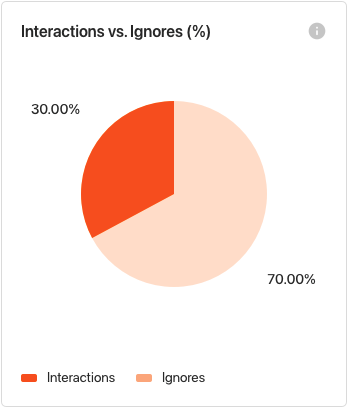 Interactions vs. Ignores (%)
30.00%
70.00%
Interactions
Ignores